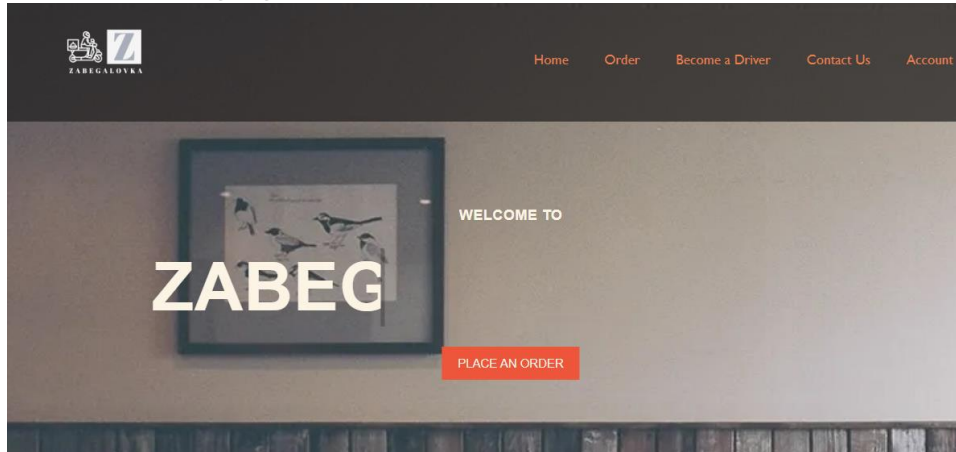 Z
ZABEGALOVKA
Home Order Become a Driver Contact Us Account
WELCOME TO
ZABEG
PLACE AN ORDER